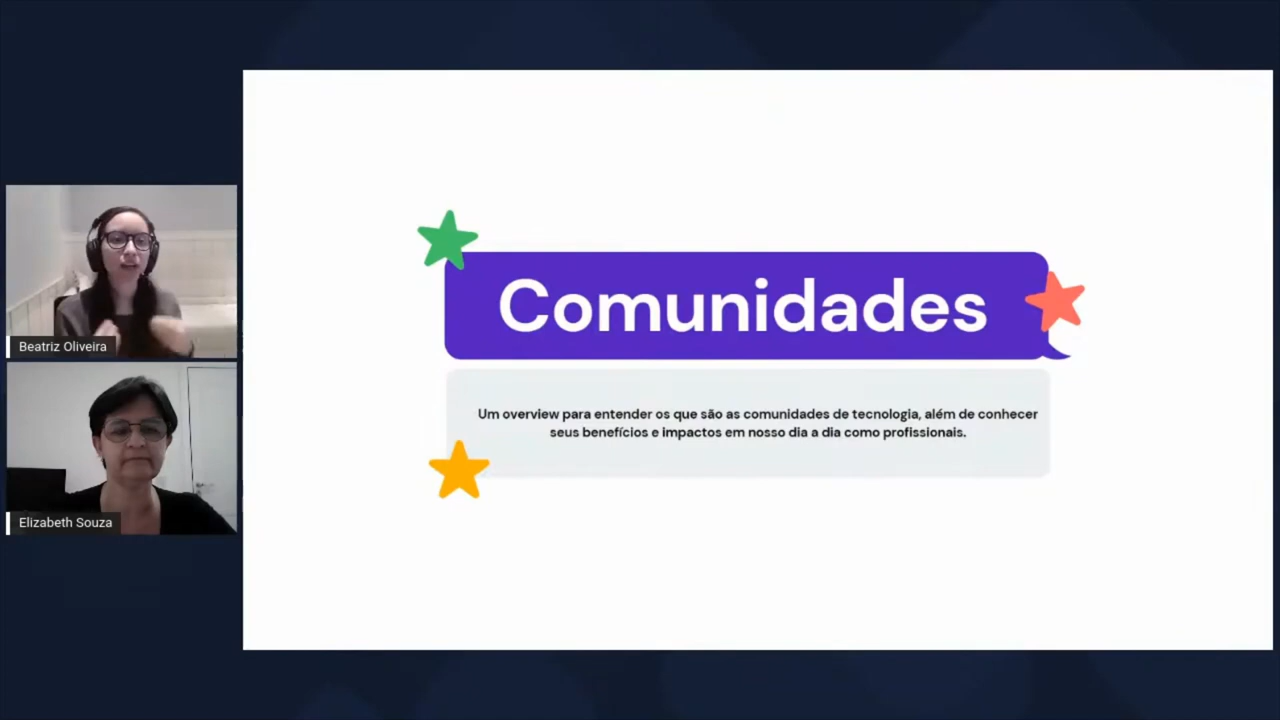 Beatriz Oliveira
Elizabeth Souza
Comunidades
Um overview para entender os que são as comunidades de tecnologia, além de conhecer
seus benefícios e impactos em nosso dia a dia como profissionais.